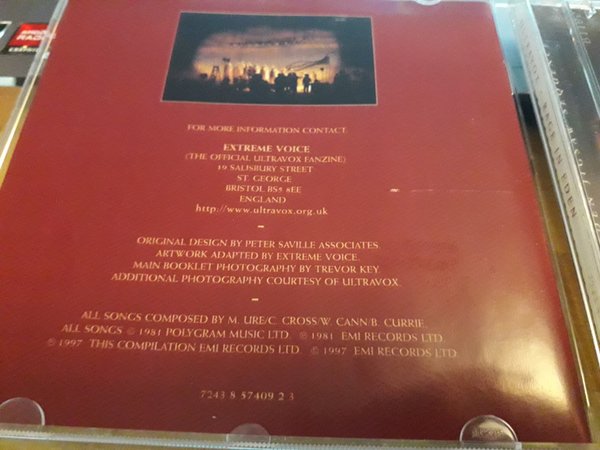 FOR MORE INFORMATION CONTACT:
EXTREME VOICE
(THE OFFICIAL ULTRAVOX FANZINE)
19 SALISBURY STREET
ST. GEORGE
BRISTOL BS5 8EE
ENGLAND
http://www.ultravox.org.uk
–
ORIGINAL DESIGN BY PETER SAVILLE ASSOCIATES.
ARTWORK ADAPTED BY EXTREME VOICE.
MAIN BOOKLET PHOTOGRAPHY BY TREVOR KEY.
ADDITIONAL PHOTOGRAPHY COURTESY OF ULTRAVOX.
–
ALL SONGS COMPOSED BY M. URE/C. CROSS/W. CANN/B. CURRIE.
ALL SONGS © 1981 POLYGRAM MUSIC LTD. ℗ 1981 EMI RECORDS LTD.
℗ 1997 THIS COMPILATION EMI RECORDS LTD. © 1997 EMI RECORDS LTD.
7243 8 57409 2 3
RAGE IN EDEN